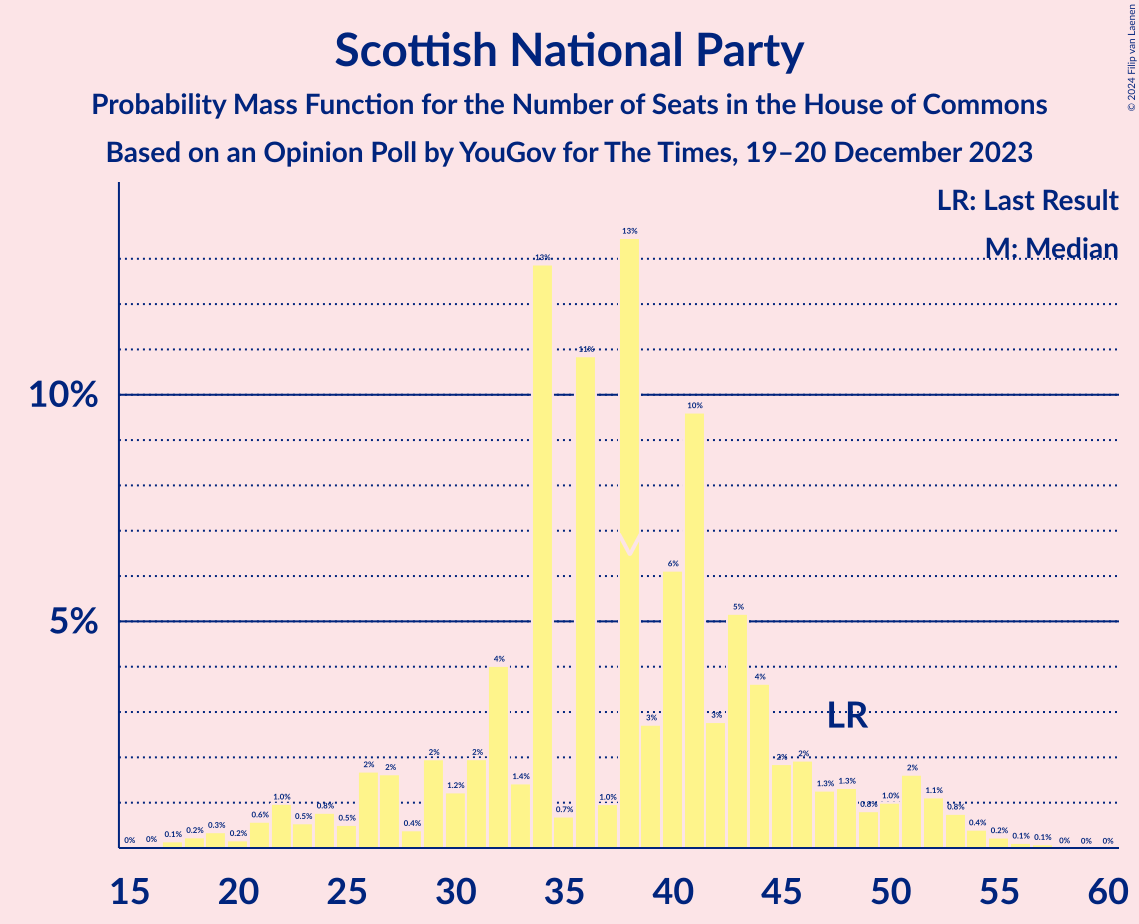 Scottish National Party
Probability Mass Function for the Number of Seats in the House of Commons
Based on an Opinion Poll by YouGov for The Times, 19–20 December 2023
© 2024 Filip van Laenen
LR: Last Result
M: Median
10%
5%
0% 0% 0.1% 0.2% 0.3% 0.2% 0.6% 1.0% 0.5% 0.8% 0.5% 2% 2% 0.4% 2% 1.2% 2% 4% 1.4% 13% 0.7% 11% 1.0% 13% 3% 6% 10% 3% 5% 4% 2% 2% 1.3% 1.3% 0.8% 1.0% 2% 1.1% 0.8% 0.4% 0.2% 0.1% 0.1% 0% 0% 0%
LR
15 20 25 30 35 40 45 50 55 60